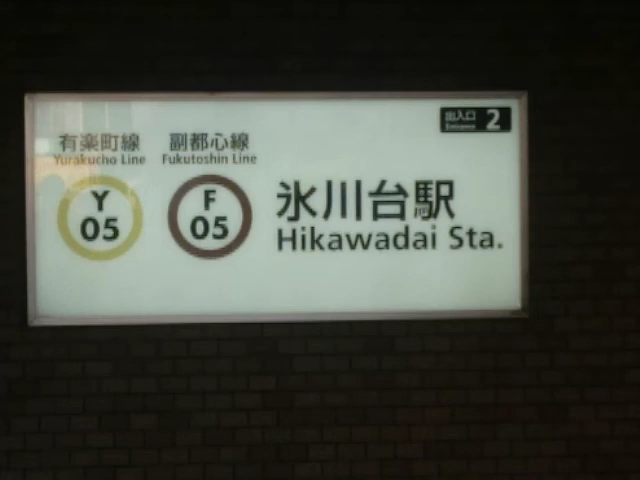 有楽町線
Yurakucho Line
Y
05
副都心線
Fukutoshin Line
F
05
氷川台駅
Hikawadai Sta.
出入口
Entrance
2